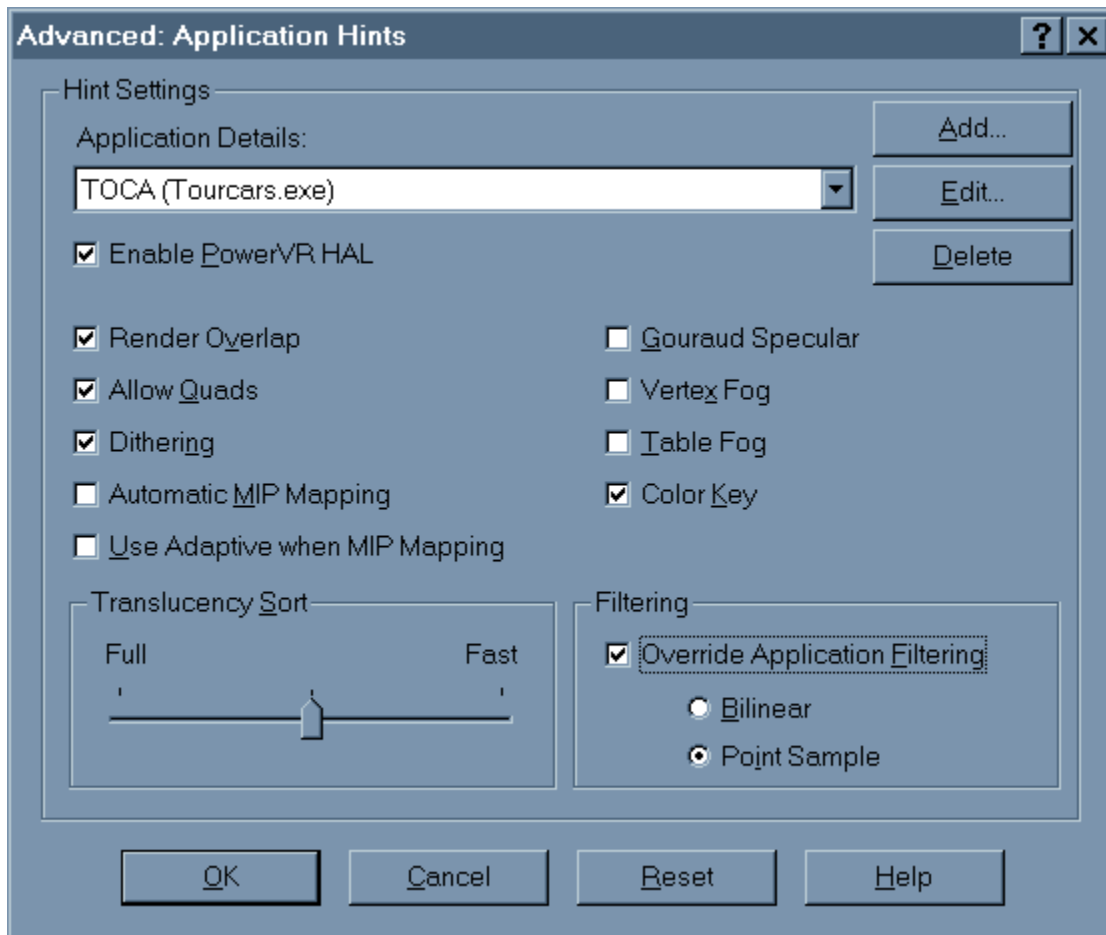 Advanced: Application Hints
?
Hint Settings
Application Details:
Add...
TOCA (Tourcars.exe)
Edit...
Enable PowerVR HAL
Delete
Render Overlap
Gouraud Specular
Allow Quads
Vertex Fog
Dithering
Table Fog
Automatic MIP Mapping
Color Key
Use Adaptive when MIP Mapping
Translucency Sort
Full
Fast
Filtering
Override Application Filtering
Bilinear
Point Sample
OK
Cancel
Reset
Help